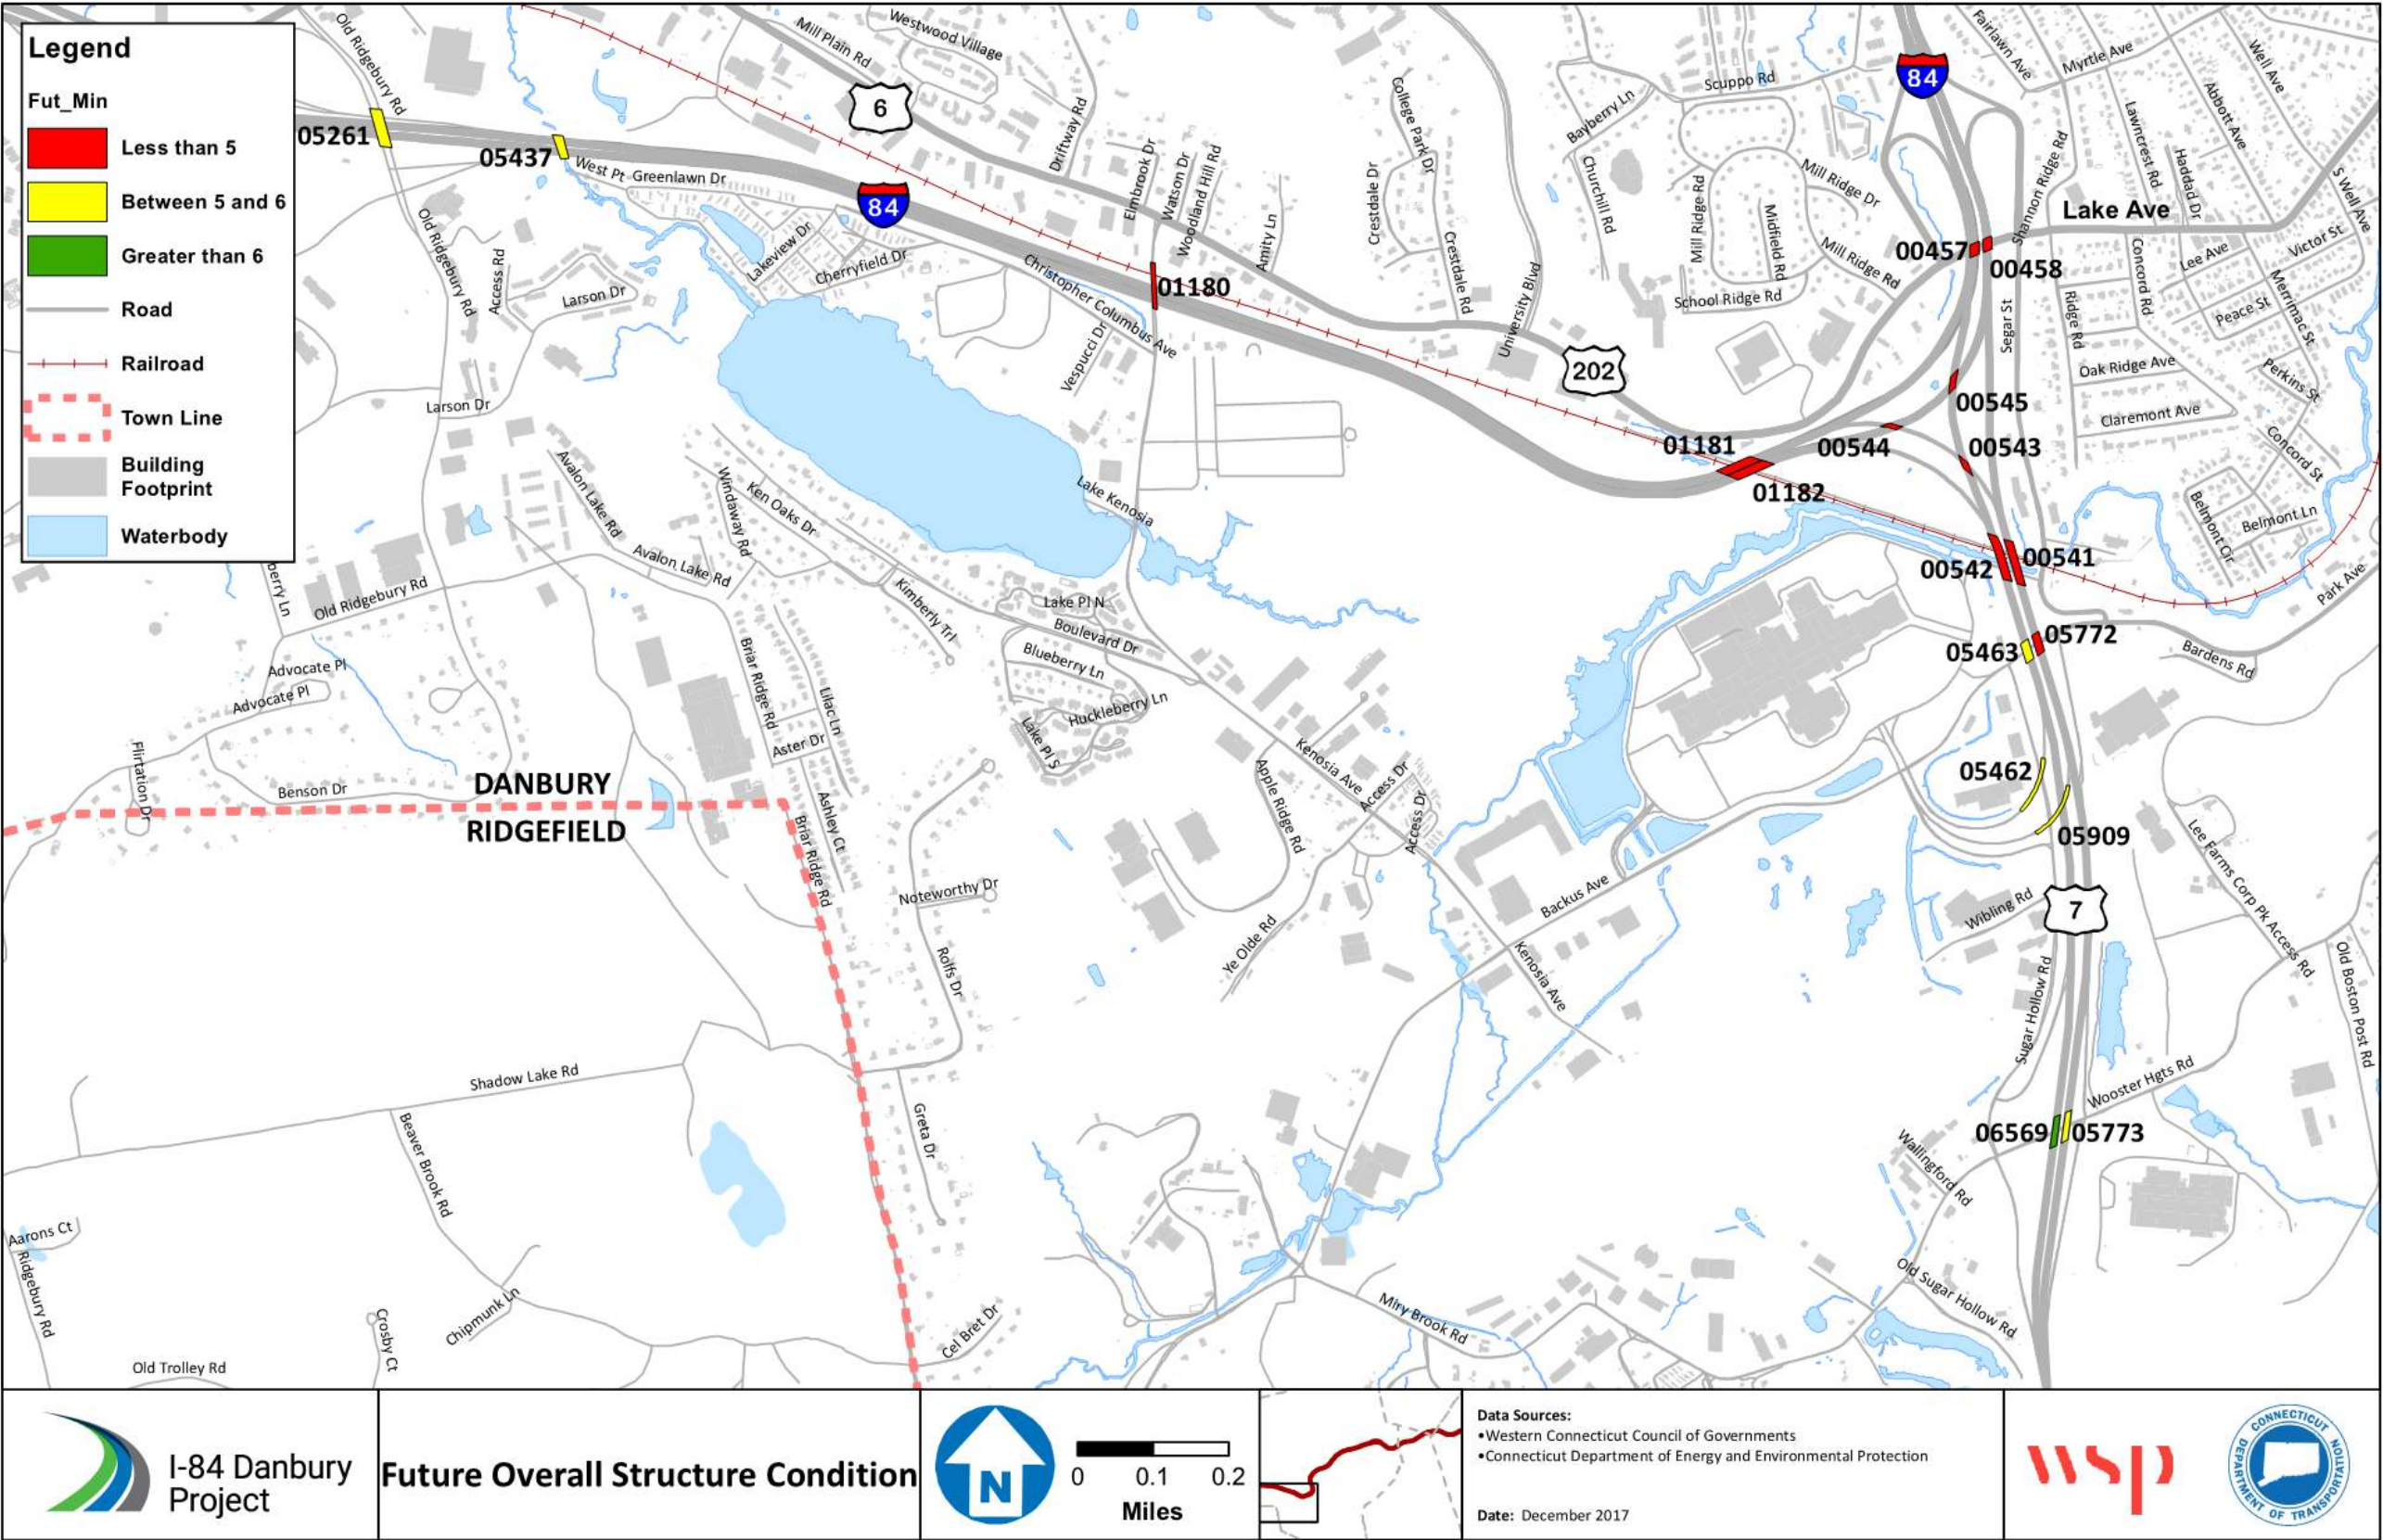 Legend
Fut_Min
Less than 5
Between 5 and 6
Greater than 6
Road
Railroad
Town Line
Building
Footprint
Waterbody
Old Ridgebury Rd
05261
05437
West Pt
Greenlawn Dr
Mill Plain Rd
Westwood Village
6
84
Driftway Rd
Elmbrook Dr
Watson Dr
Woodland Hill Rd
Amity Ln
Christopher Columbus Ave
01180
Vespucci Dr
Lakeview Dr
Cherryfield Dr
Old Ridgebury Rd
Access Rd
Larson Dr
Larson Dr
Crestdale Dr
College Park Dr
Crestdale Rd
University Blvd
202
Bayberry Ln
Churchill Rd
Scuppo Rd
Mill Ridge Rd
Midfield Rd
Mill Ridge Dr
Mill Ridge Rd
School Ridge Rd
84
Fairlawn Ave
Myrtle Ave
Well Ave
Abbott Ave
Lawncrest Rd
Haddad Dr
S Well Ave
Shannon Ridge Rd
Lake Ave
00457
00458
Concord Rd
Lee Ave
Victor St
Merrimac St
Peace St
Segar St
Ridge Rd
Oak Ridge Ave
Perkins St
Claremont Ave
Concord St
00545
00544
00543
01181
01182
00542
00541
Belmont Cir
Belmont Ln
Park Ave
Bardens Rd
05463
05772
05462
05909
7
Wibling Rd
Sugar Hollow Rd
Lee Farms Corp Pk Access Rd
Old Boston Post Rd
Wooster Hgts Rd
06569
05773
Wallingford Rd
Old Sugar Hollow Rd
Avalon Lake Rd
Avalon Lake Rd
Windaway Rd
Ken Oaks Dr
Lake Kenosia
Kimberly Trl
Lake Pl N
Boulevard Dr
Blueberry Ln
Huckleberry Ln
Lake Pl S
Kenosia Ave
Access Dr
Access Dr
Apple Ridge Rd
Ye Olde Rd
Backus Ave
Kenosia Ave
berry Ln
Old Ridgebury Rd
Advocate Pl
Advocate Pl
Flirtation Dr
Benson Dr
DANBURY
RIDGEFIELD
Briar Ridge Rd
Lilac Ln
Aster Dr
Ashley Ct
Briar Ridge Rd
Noteworthy Dr
Rolfs Dr
Greta Dr
Shadow Lake Rd
Beaver Brook Rd
Aarons Ct
Ridgebury Rd
Crosby Ct
Chipmunk Ln
Old Trolley Rd
Cel Bret Dr
Miry Brook Rd
I-84 Danbury
Project
Future Overall Structure Condition
N
0 0.1 0.2
Miles
Data Sources:
•Western Connecticut Council of Governments
•Connecticut Department of Energy and Environmental Protection
Date: December 2017
wsp
CONNECTICUT
DEPARTMENT OF TRANSPORTATION